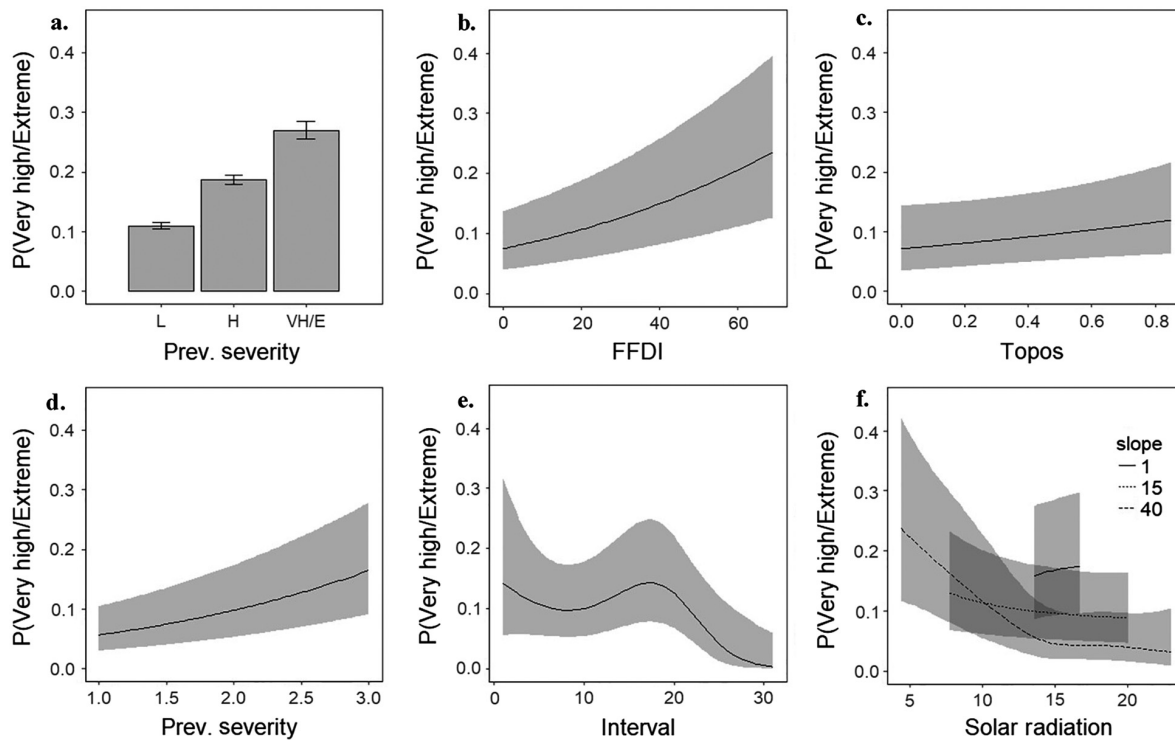 a.
P(Very high/Extreme)
0.4
0.3
0.2
0.1
0.0
L H VH/E
Prev. severity
b.
P(Very high/Extreme)
0.4
0.3
0.2
0.1
0.0
0 20 40 60
FFDI
c.
P(Very high/Extreme)
0.4
0.3
0.2
0.1
0.0
0.0 0.2 0.4 0.6 0.8
Topos
d.
P(Very high/Extreme)
0.4
0.3
0.2
0.1
0.0
1.0 1.5 2.0 2.5 3.0
Prev. severity
e.
P(Very high/Extreme)
0.4
0.3
0.2
0.1
0.0
0 10 20 30
Interval
f.
P(Very high/Extreme)
0.4
0.3
0.2
0.1
0.0
slope
1
15
40
5 10 15 20
Solar radiation